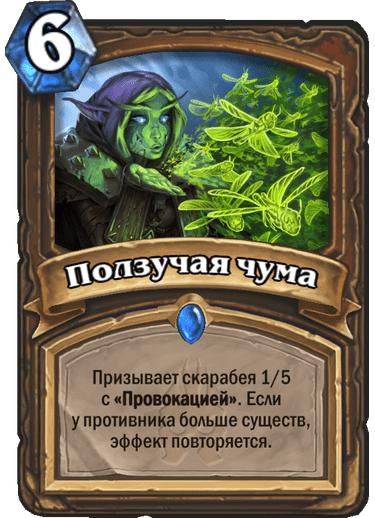 6
Ползучая чума
Призывает скарабея 1/5
с «Провокацией». Если
у противника больше существ,
эффект повторяется.